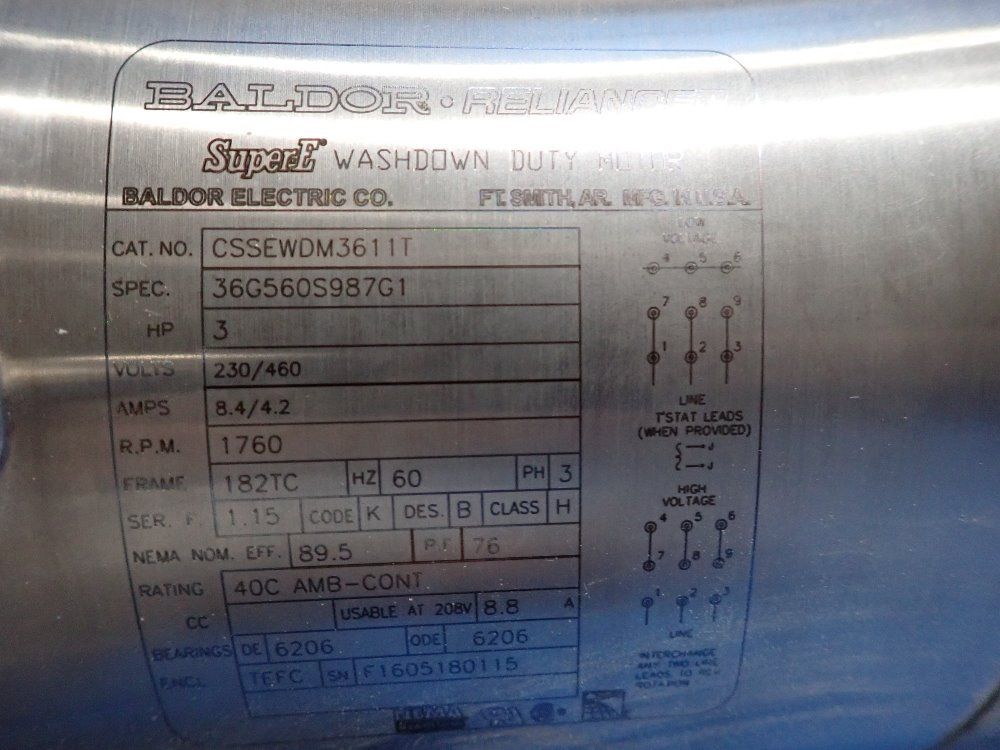 BALDOR • RELIANCER
Super-E® WASHDOWN DUTY MOTOR
BALDOR ELECTRIC CO. FT. SMITH, AR. MFG. IN U.S.A.
CAT. NO. CSSEWDM3611T
SPEC. 36G560S987G1
HP 3
VOLTS 230/460
AMPS 8.4/4.2
R.P.M. 1760
FRAME 182TC HZ 60 PH 3
SER. F. 1.15 CODE K DES. B CLASS H
NEMA NOM. EFF. 89.5 P.F. 76
RATING 40C AMB-CONT
CC USABLE AT 208V 8.8 A
BEARINGS DE 6206 ODE 6206
ENCL TEFC SN F1605180115
LOW
VOLTAGE
4 5 6
7 8 9
1 2 3
LINE
T'STAT LEADS
(WHEN PROVIDED)
J
J
HIGH
VOLTAGE
4 5 6
7 8 9
1 2 3
LINE
INTERCHANGE
ANY TWO LINE
LEADS TO REV
ROTATION